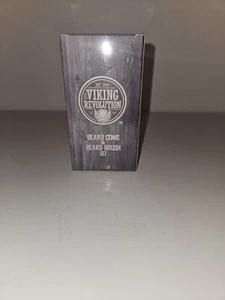 VIKING
REVOLUTION
BEARD COMB
&
BEARD BRUSH
SET